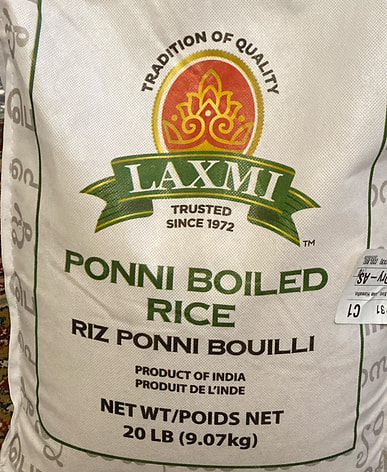 TRADITION OF QUALITY
LAXMI
TRUSTED
SINCE 1972
TM
PONNI BOILED
RICE
RIZ PONNI BOUILLI
PRODUCT OF INDIA
PRODUIT DE L'INDE
NET WT/POIDS NET
20 LB (9.07kg)
C1